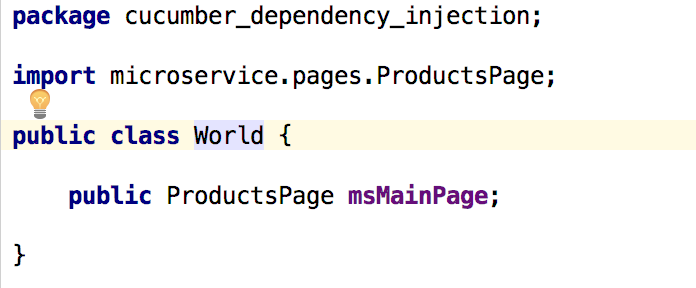 package cucumber_dependency_injection;
import microservice.pages.ProductsPage;
public class World {
public ProductsPage msMainPage;
}